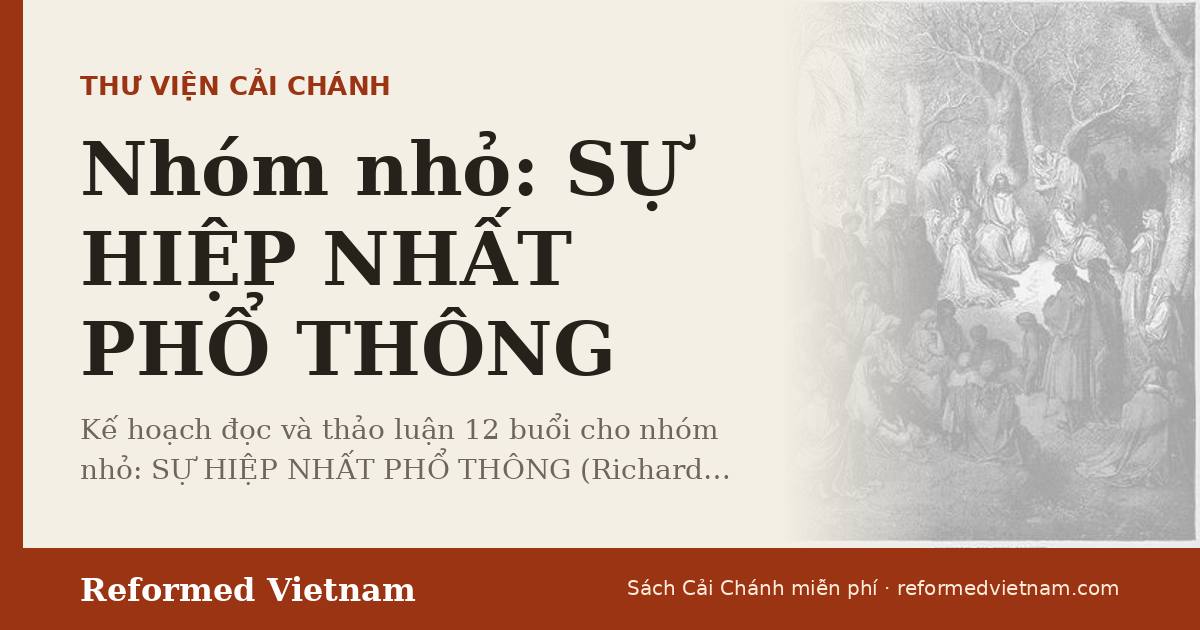 THƯ VIỆN CẢI CHÁNH
Nhóm nhỏ: SỰ
HIỆP NHẤT
PHỔ THÔNG
Kế hoạch đọc và thảo luận 12 buổi cho nhóm
nhỏ: SỰ HIỆP NHẤT PHỔ THÔNG (Richard...
Reformed Vietnam
Sách Cải Chánh miễn phí · reformedvietnam.com